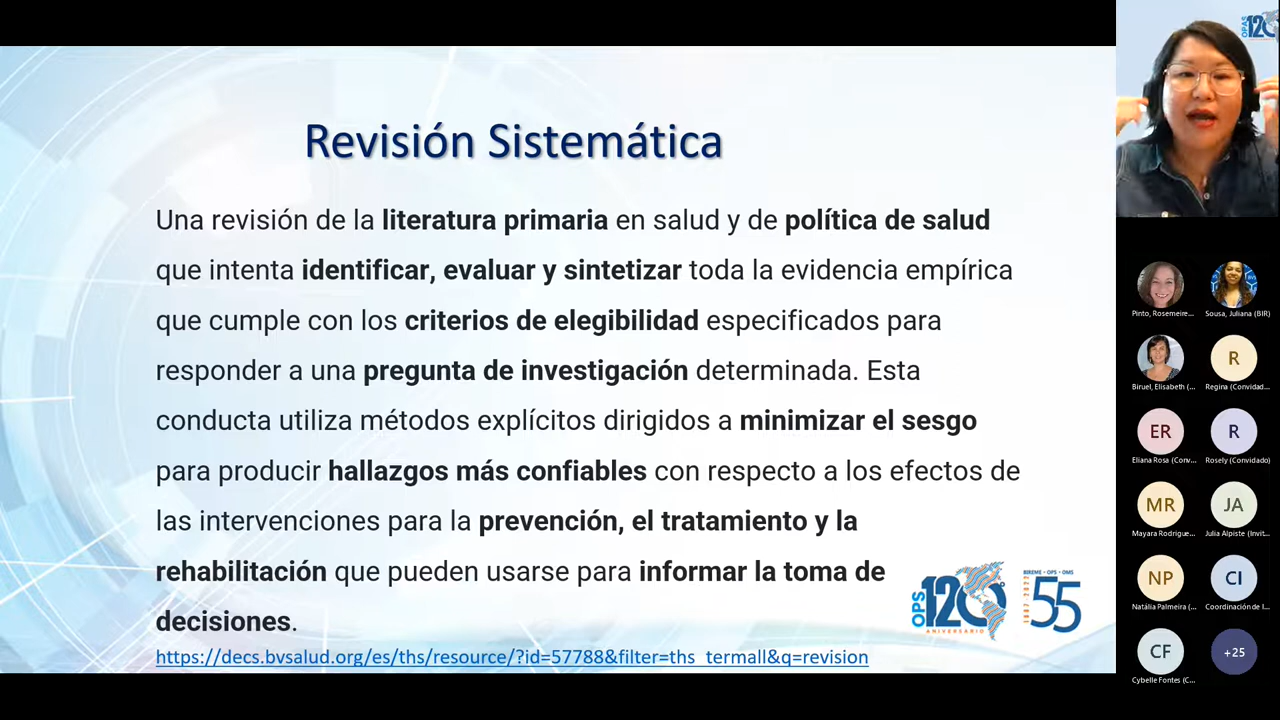 Revisión Sistemática
Una revisión de la literatura primaria en salud y de política de salud
que intenta identificar, evaluar y sintetizar toda la evidencia empírica
que cumple con los criterios de elegibilidad especificados para
responder a una pregunta de investigación determinada. Esta
conducta utiliza métodos explícitos dirigidos a minimizar el sesgo
para producir hallazgos más confiables con respecto a los efectos de
las intervenciones para la prevención, el tratamiento y la
rehabilitación que pueden usarse para informar la toma de
decisiones.
https://decs.bvsalud.org/es/ths/resource/?id=57788&filter=ths_termall&q=revision
OPS 120
ANIVERSARIO
BIREME • OPS • OMS
55
OPAS 120
Pinto, Rosemeire...
Sousa, Juliana (BIR)
Biruel, Elisabeth (...
R
Regina (Convidad...
ER
Eliana Rosa (Conv...
R
Rosely (Convidado)
MR
Mayara Rodrigue...
JA
Julia Alpiste (Invit...
NP
Natália Palmeira (...
CI
Coordinación de I...
CF
Cybelle Fontes (C...
+25